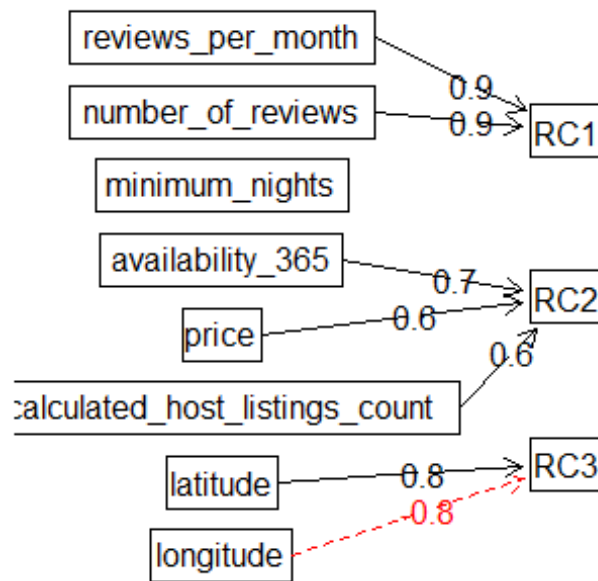 reviews_per_month
0.9
number_of_reviews
0.9
RC1
minimum_nights
availability_365
0.7
RC2
price
0.6
0.6
calculated_host_listings_count
latitude
0.8
RC3
longitude
-0.8